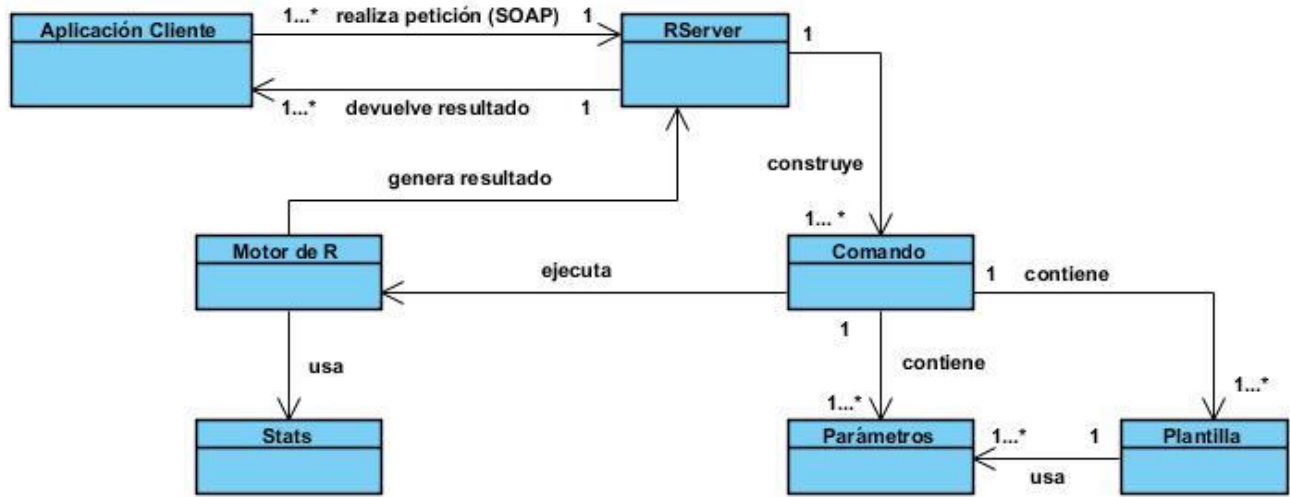 1...* realiza petición (SOAP) 1
Aplicación Cliente
RServer
1
1...* devuelve resultado 1
construye
genera resultado
1... *
Motor de R
Comando
ejecuta
1 contiene
1
usa
contiene
1...*
1...*
Stats
Parámetros
1...* 1
Plantilla
usa